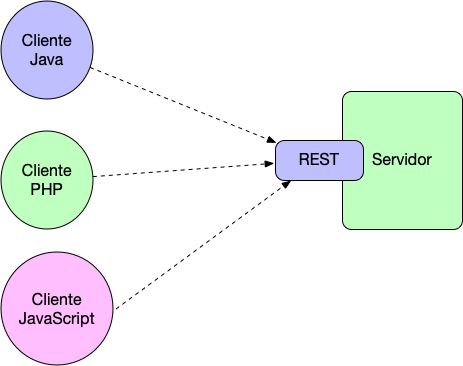 Cliente
Java
Cliente
PHP
Cliente
JavaScript
REST
Servidor